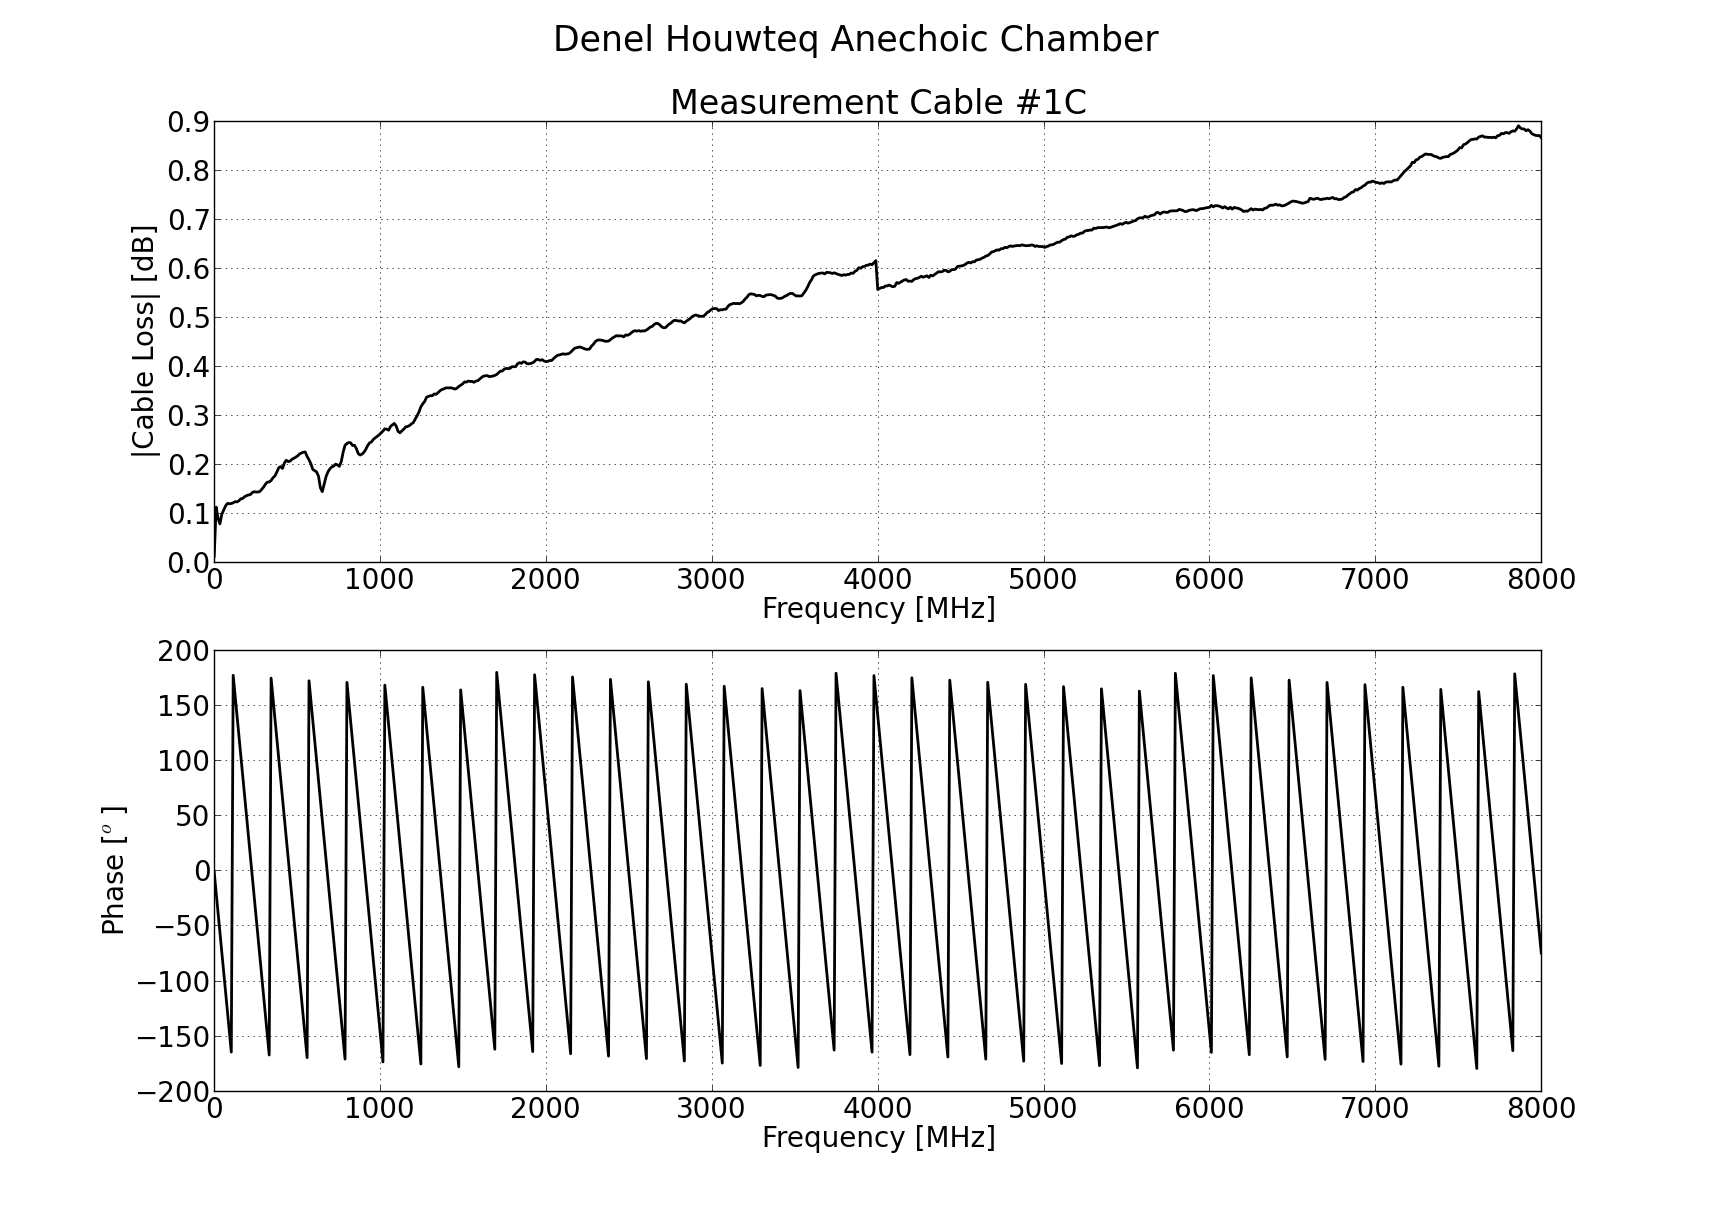 Denel Houwteq Anechoic Chamber
Measurement Cable #1C
|Cable Loss| [dB]
0.9
0.8
0.7
0.6
0.5
0.4
0.3
0.2
0.1
0.0
0 1000 2000 3000 4000 5000 6000 7000 8000
Frequency [MHz]
Phase [o]
200
150
100
50
0
−50
−100
−150
−200
0 1000 2000 3000 4000 5000 6000 7000 8000
Frequency [MHz]